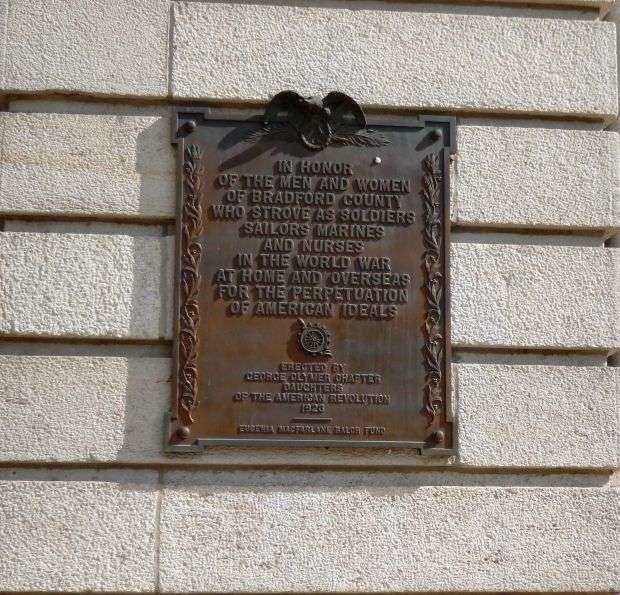 IN HONOR
OF THE MEN AND WOMEN
OF BRADFORD COUNTY
WHO STROVE AS SOLDIERS
SAILORS MARINES
AND NURSES
IN THE WORLD WAR
AT HOME AND OVERSEAS
FOR THE PERPETUATION
OF AMERICAN IDEALS
ERECTED BY
GEORGE CLYMER CHAPTER
DAUGHTERS
OF THE AMERICAN REVOLUTION
EUGENIA MACFARLANE FUND